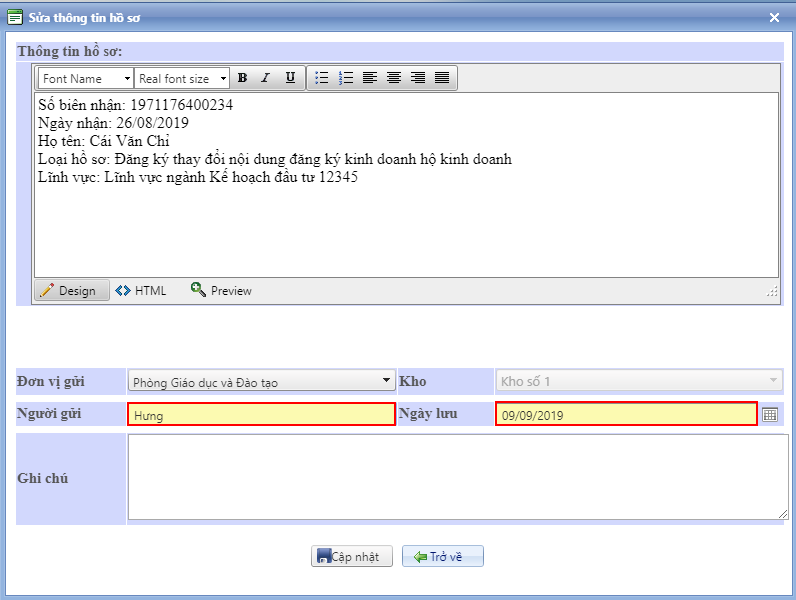 Sửa thông tin hồ sơ
Thông tin hồ sơ:
Font Name Real font size B I U
Số biên nhận: 1971176400234
Ngày nhận: 26/08/2019
Họ tên: Cái Văn Chỉ
Loại hồ sơ: Đăng ký thay đổi nội dung đăng ký kinh doanh hộ kinh doanh
Lĩnh vực: Lĩnh vực ngành Kế hoạch đầu tư 12345
Design HTML Preview
Đơn vị gửi Phòng Giáo dục và Đào tạo Kho Kho số 1
Người gửi Hưng Ngày lưu 09/09/2019
Ghi chú
Cập nhật Trở về